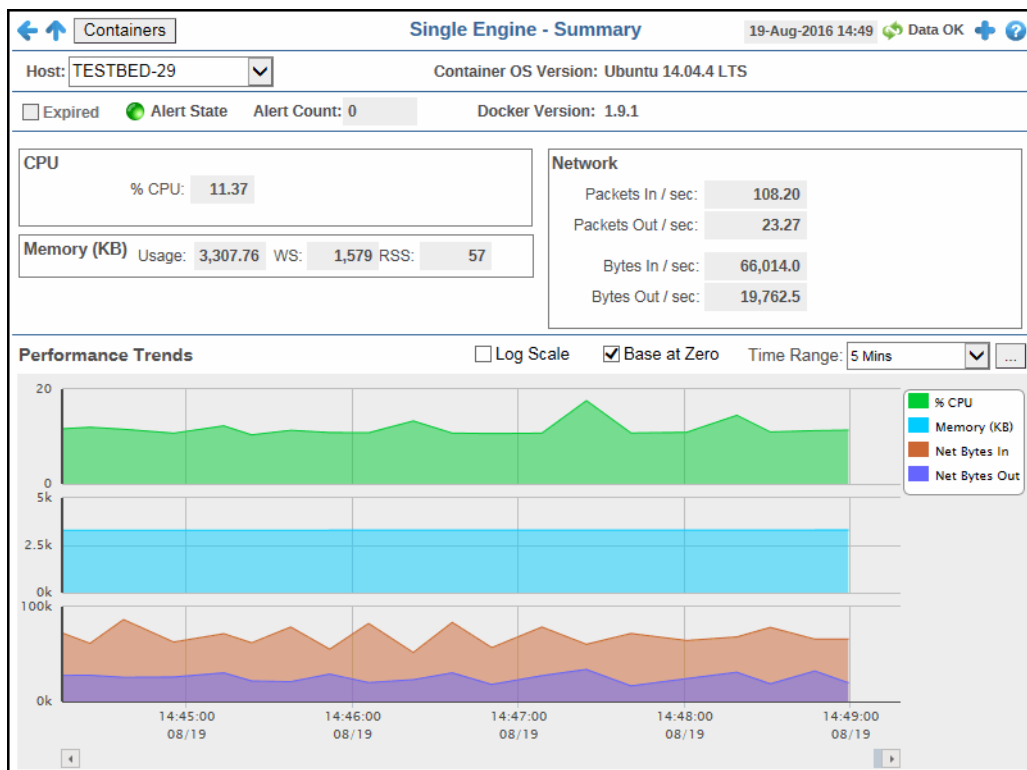 Containers Single Engine - Summary 19-Aug-2016 14:49 Data OK
Host: TESTBED-29 Container OS Version: Ubuntu 14.04.4 LTS
Expired Alert State Alert Count: 0 Docker Version: 1.9.1
CPU
% CPU: 11.37
Memory (KB) Usage: 3,307.76 WS: 1,579 RSS: 57
Network
Packets In / sec: 108.20
Packets Out / sec: 23.27
Bytes In / sec: 66,014.0
Bytes Out / sec: 19,762.5
Performance Trends Log Scale Base at Zero Time Range: 5 Mins ...
20
0
5k
2.5k
0k
100k
0k
% CPU
Memory (KB)
Net Bytes In
Net Bytes Out
14:45:00 14:46:00 14:47:00 14:48:00 14:49:00
08/19 08/19 08/19 08/19 08/19